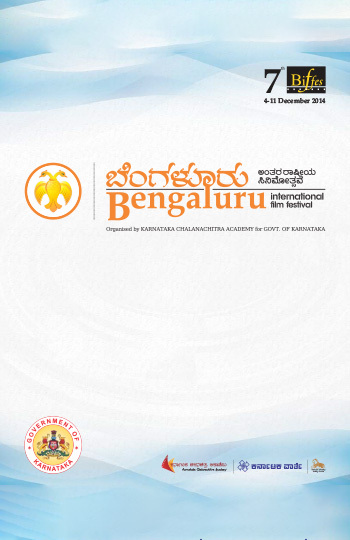 7th Biffes
4-11 December 2014
ಬೆಂಗಳೂರು ಅಂತರರಾಷ್ಟ್ರೀಯ ಸಿನಿಮೋತ್ಸವ
Bengaluru international film festival
Organised by KARNATAKA CHALANACHITRA ACADEMY for GOVT. OF KARNATAKA
GOVERNMENT OF KARNATAKA
ಕರ್ನಾಟಕ ವಾರ್ತೆ
Karnataka Chalanachitra Academy